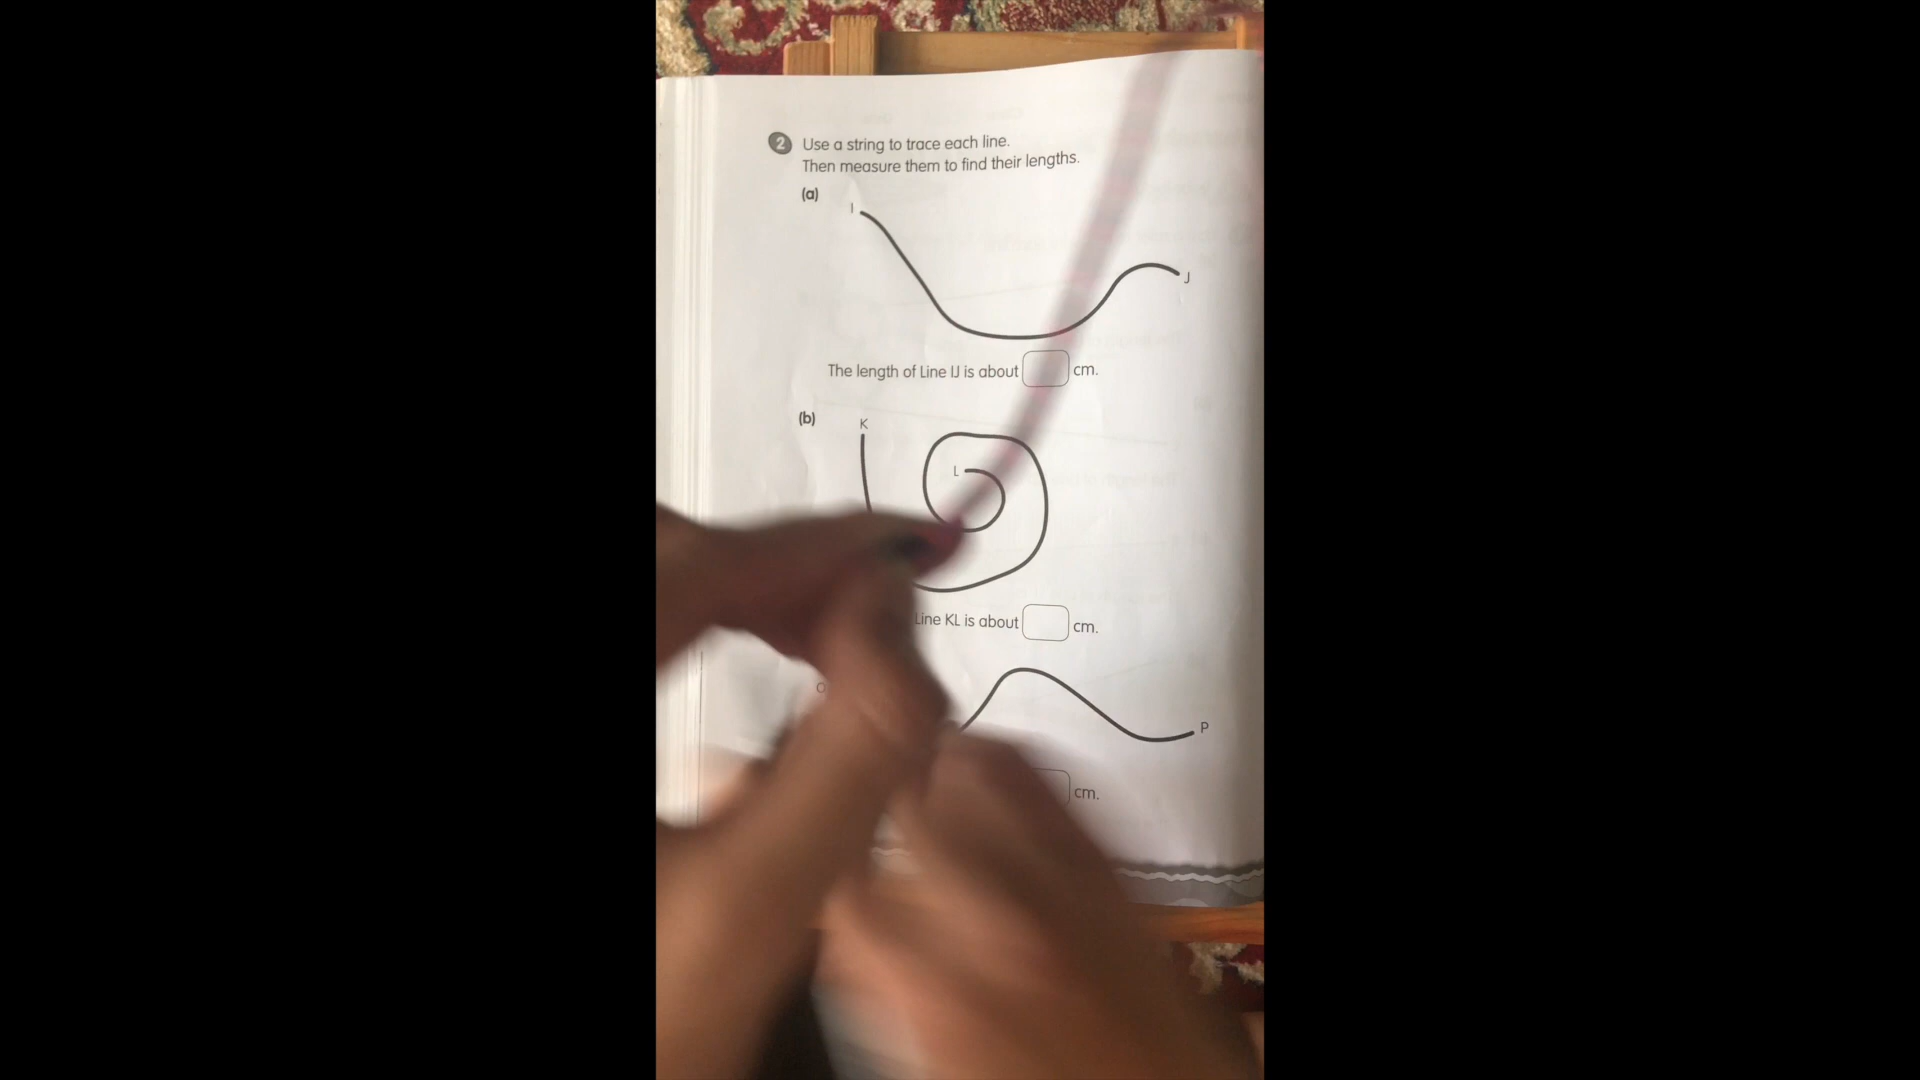 2 Use a string to trace each line.
Then measure them to find their lengths.
(a)
I
J
The length of Line IJ is about cm.
(b)
K
L
Line KL is about cm.
O
P
cm.